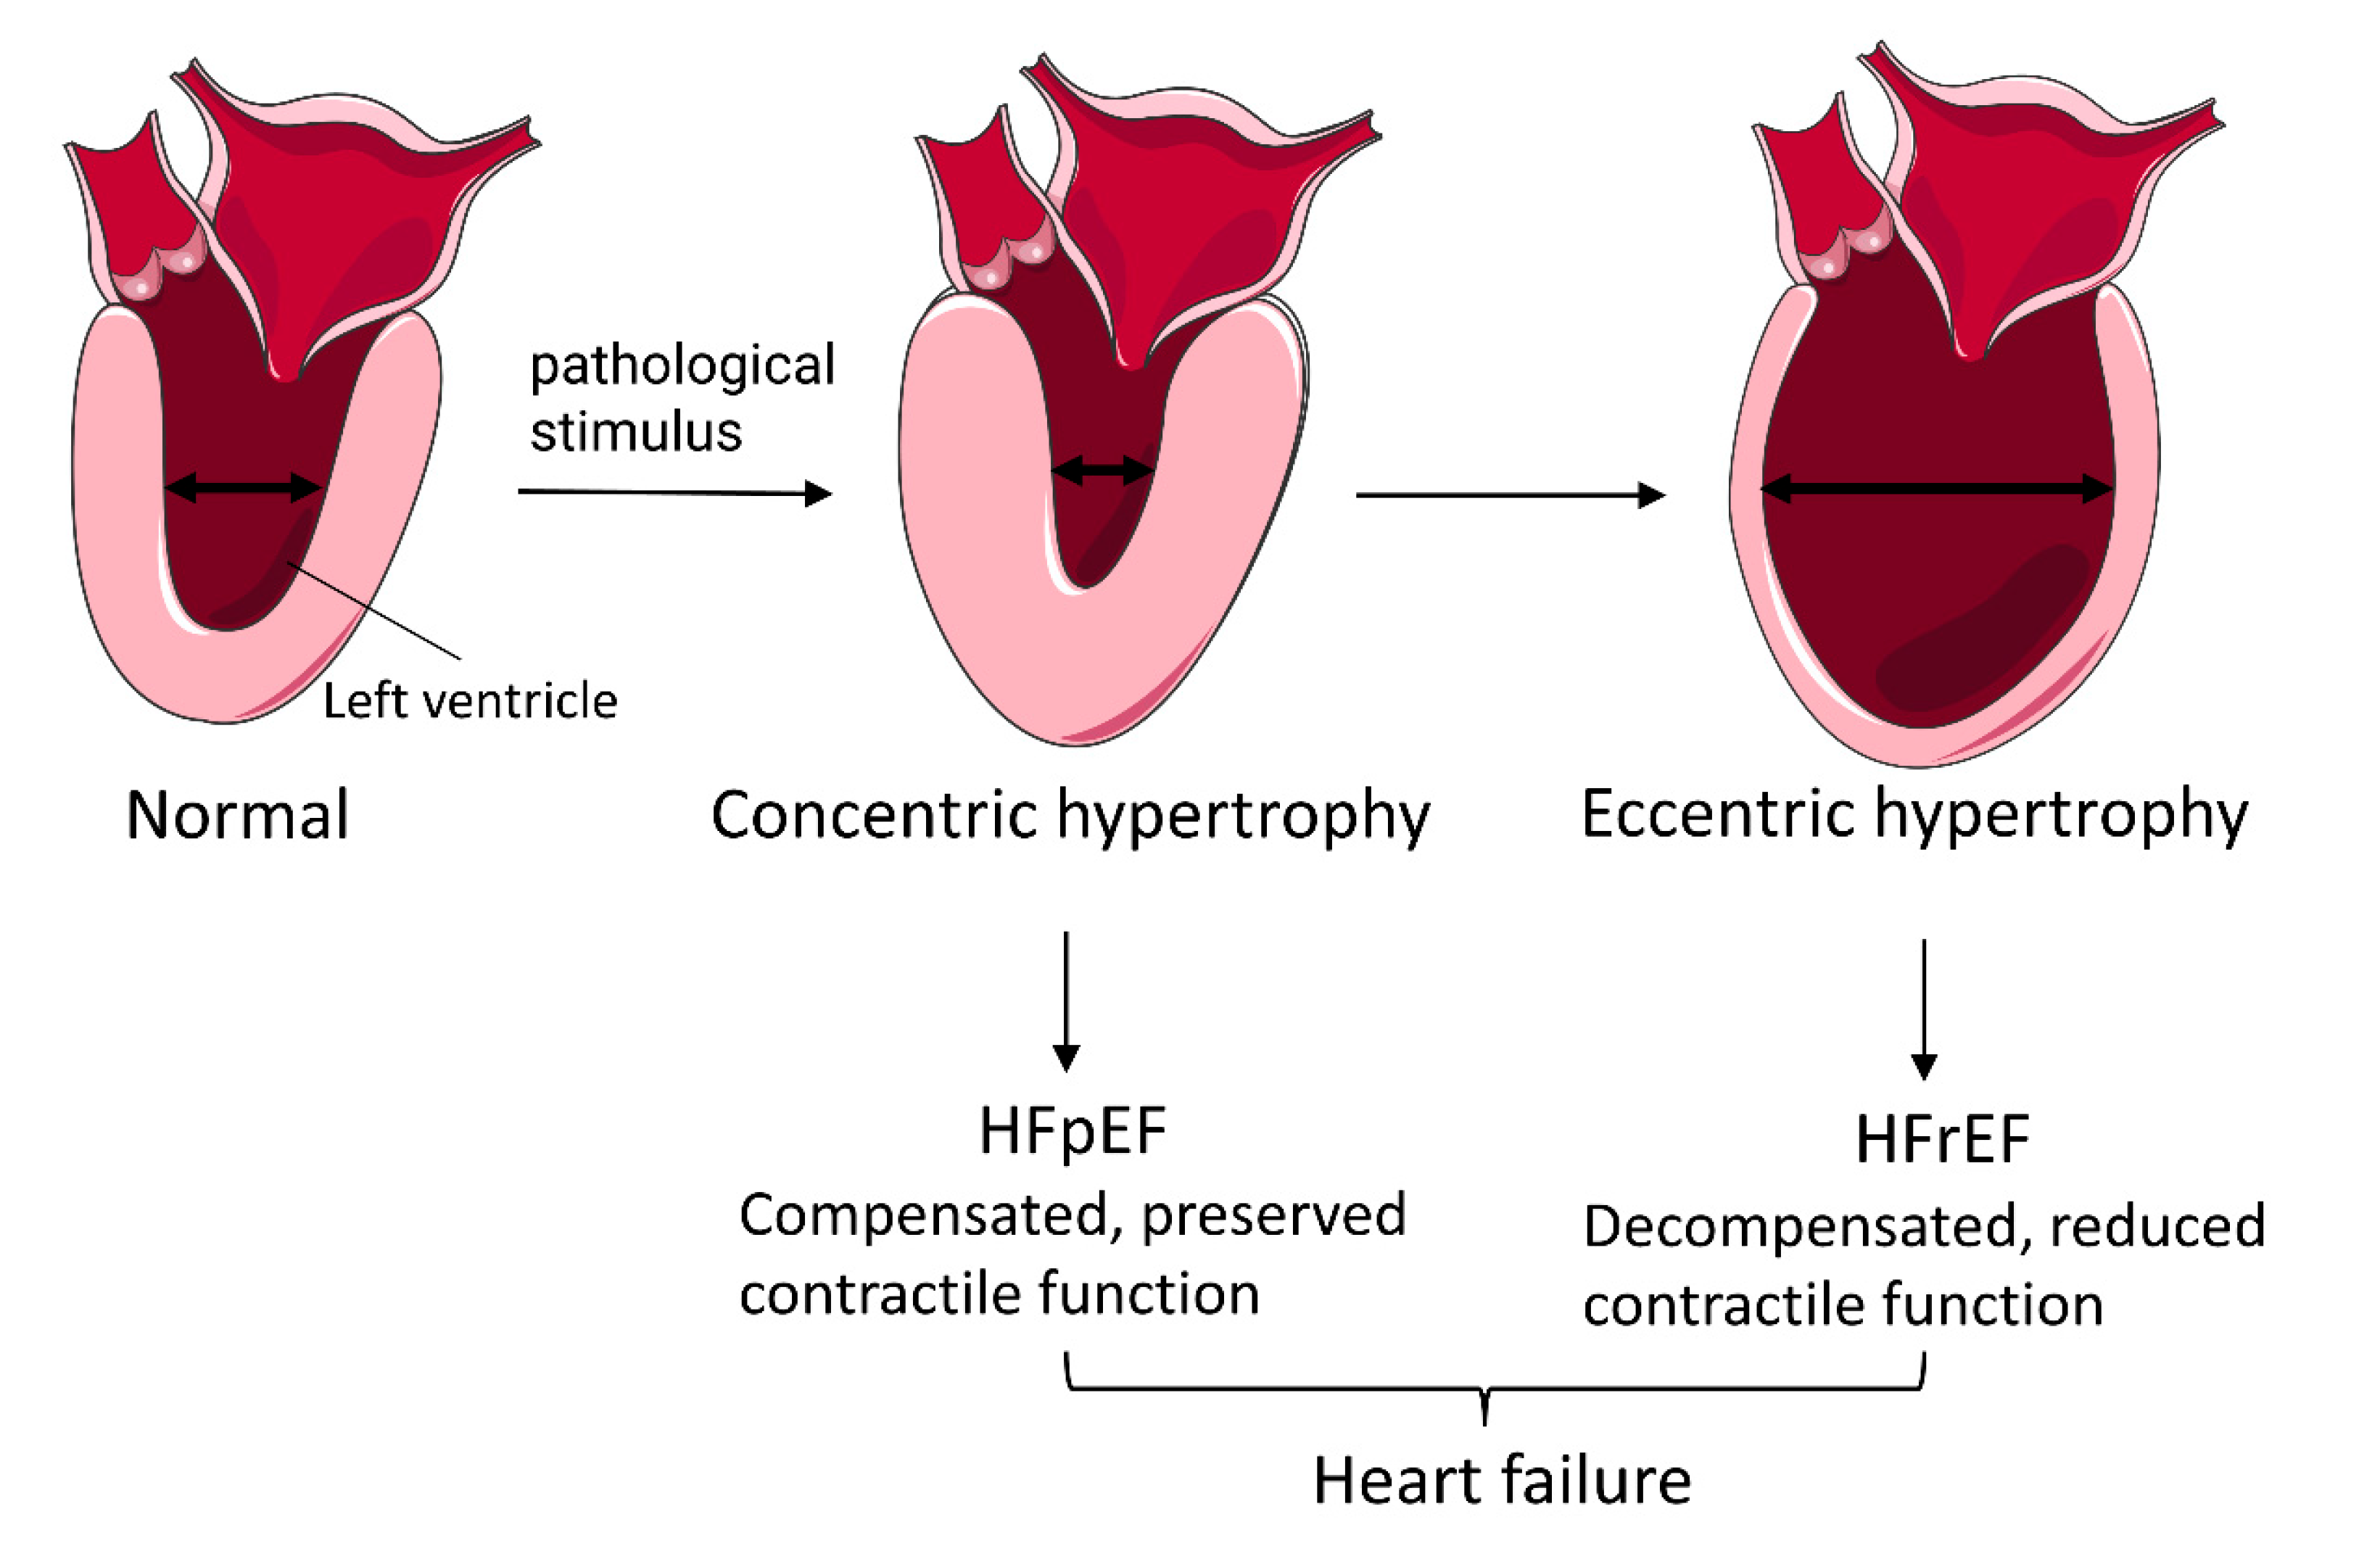 pathological
stimulus
Left ventricle
Normal
Concentric hypertrophy
Eccentric hypertrophy
HFpEF
Compensated, preserved
contractile function
HFrEF
Decompensated, reduced
contractile function
Heart failure